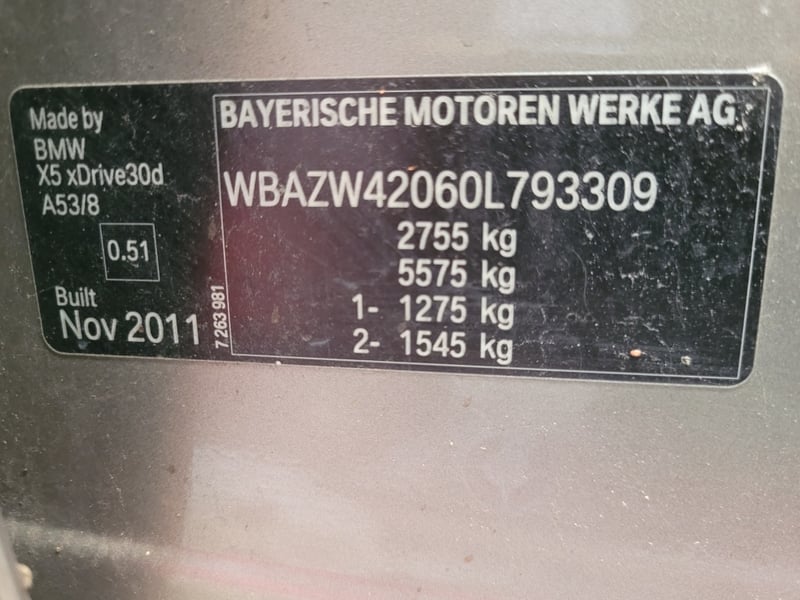 Made by
BMW
X5 xDrive30d
A53/8
0.51
Built
Nov 2011
7 263 981
BAYERISCHE MOTOREN WERKE AG
WBAZW42060L793309
2755 kg
5575 kg
1- 1275 kg
2- 1545 kg